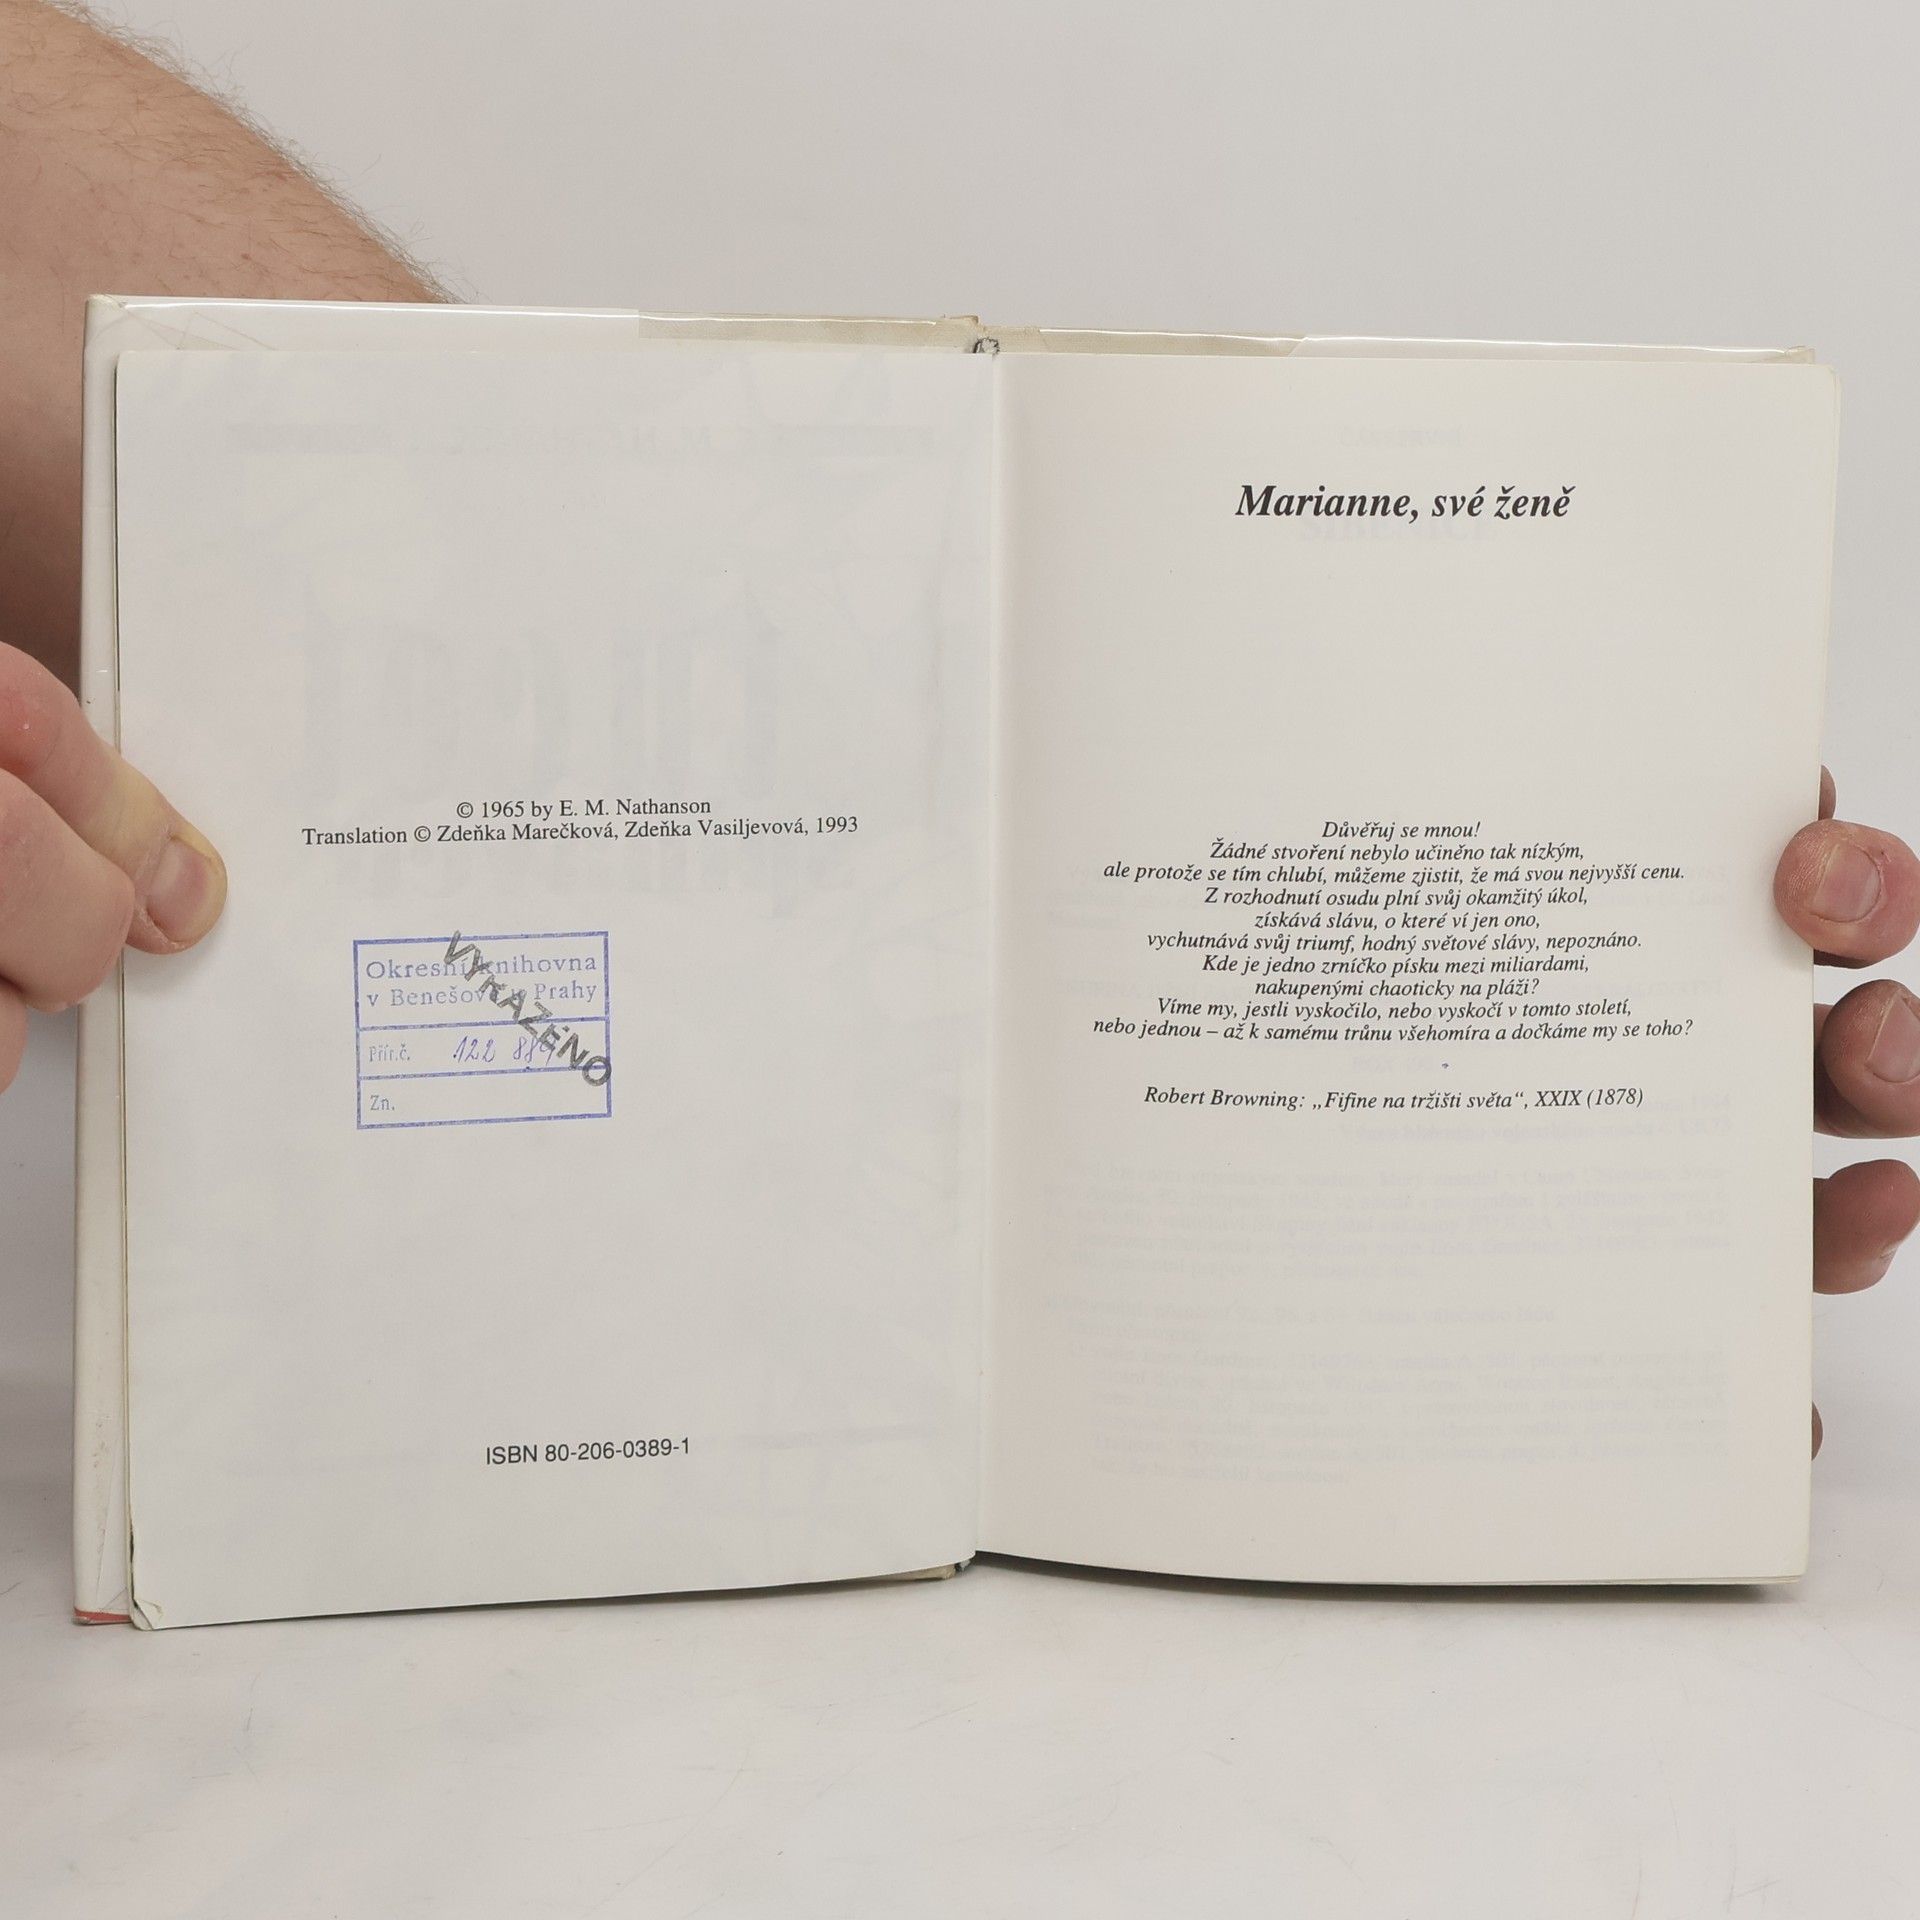 © 1965 by E. M. Nathanson
Translation © Zdeňka Marečková, Zdeňka Vasiljevová, 1993
Okresní knihovna
v Benešově u Prahy
VYŘAZENO
Přír.č. 122 889
Zn.
ISBN 80-206-0389-1
Marianne, své ženě
Důvěřuj se mnou!
Žádné stvoření nebylo učiněno tak nízkým,
ale protože se tím chlubí, můžeme zjistit, že má svou nejvyšší cenu.
Z rozhodnutí osudu plní svůj okamžitý úkol,
získává slávu, o které ví jen ono,
vychutnává svůj triumf, hodný světové slávy, nepoznáno.
Kde je jedno zrníčko písku mezi miliardami,
nakupenými chaoticky na pláži?
Víme my, jestli vyskočilo, nebo vyskočí v tomto století,
nebo jednou – až k samému trůnu všehomíra a dočkáme my se toho?
Robert Browning: „Fifine na tržišti světa“, XXIX (1878)